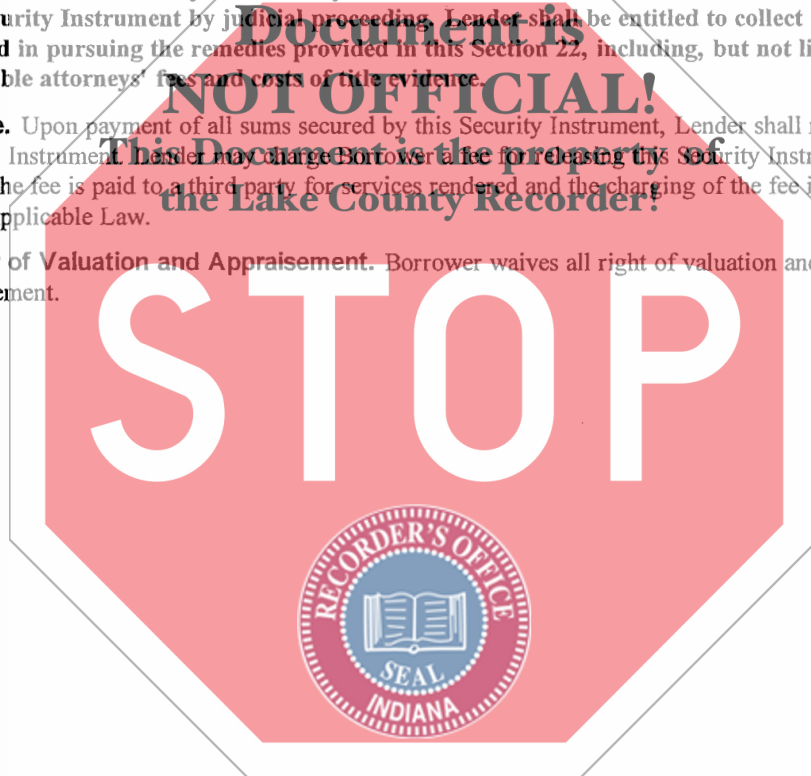 urity Instrument by judicial proceeding, Lender shall be entitled to collect
d in pursuing the remedies provided in this Section 22, including, but not li
ble attorneys' fees and costs of title evidence.
e. Upon payment of all sums secured by this Security Instrument, Lender shall
Instrument. Lender may charge Borrower a fee for releasing this Security Instr
he fee is paid to a third party for services rendered and the charging of the fee i
pplicable Law.
of Valuation and Appraisement. Borrower waives all right of valuation and
ement.
Document is
NOT OFFICIAL!
This Document is the property of
the Lake County Recorder!
STOP
RECORDER'S OFFICE
SEAL
INDIANA